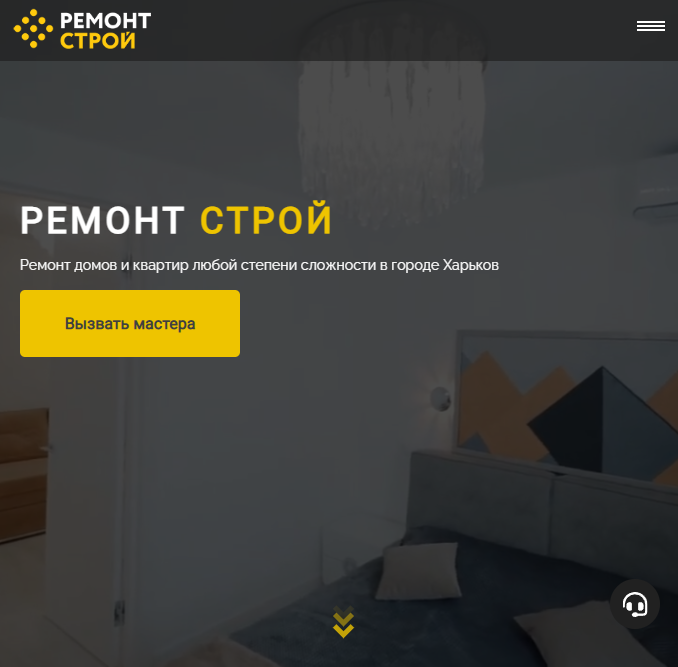 РЕМОНТ
СТРОЙ
РЕМОНТ СТРОЙ
Ремонт домов и квартир любой степени сложности в городе Харьков
Вызвать мастера